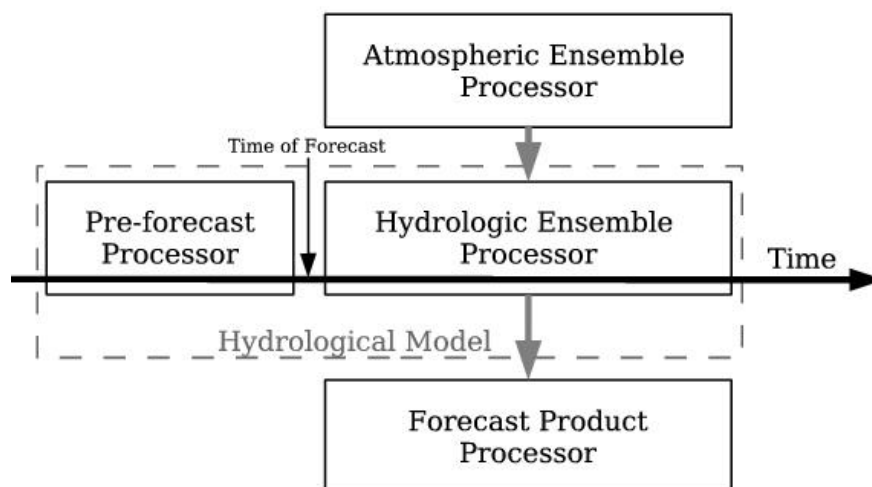 Atmospheric Ensemble
Processor
Time of Forecast
Pre-forecast
Processor
Hydrologic Ensemble
Processor
Time
Hydrological Model
Forecast Product
Processor